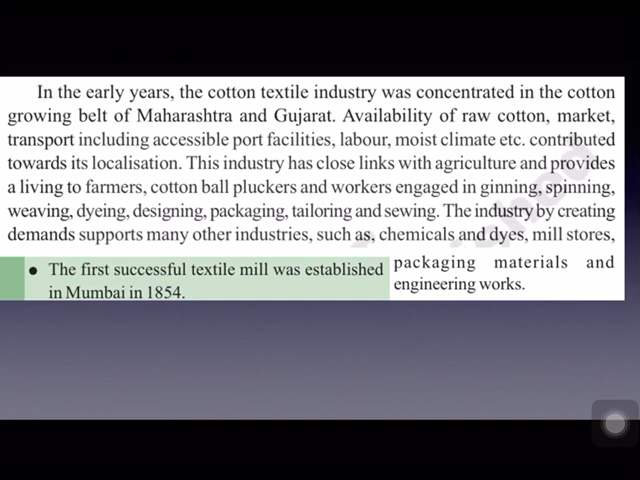 In the early years, the cotton textile industry was concentrated in the cotton
growing belt of Maharashtra and Gujarat. Availability of raw cotton, market,
transport including accessible port facilities, labour, moist climate etc. contributed
towards its localisation. This industry has close links with agriculture and provides
a living to farmers, cotton ball pluckers and workers engaged in ginning, spinning,
weaving, dyeing, designing, packaging, tailoring and sewing. The industry by creating
demands supports many other industries, such as, chemicals and dyes, mill stores,
packaging materials and
engineering works.
• The first successful textile mill was established
in Mumbai in 1854.